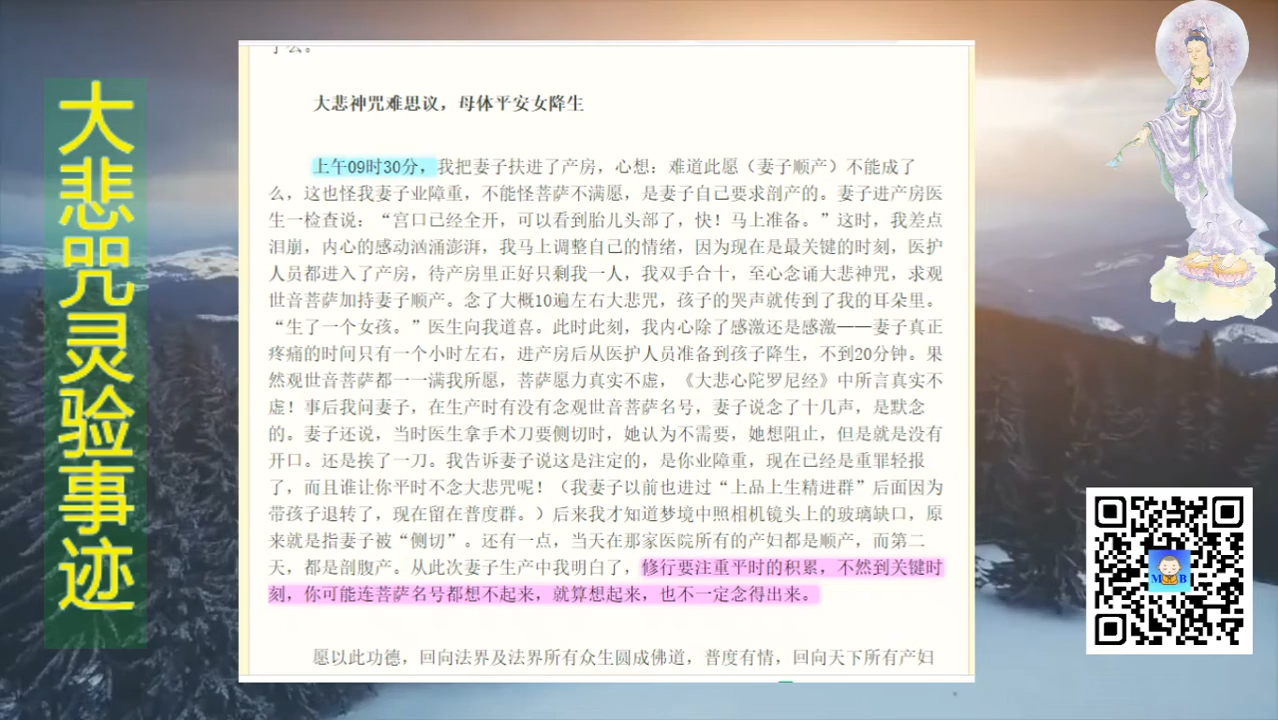 大悲咒灵验事迹
大悲神咒难思议，母体平安女降生
上午09时30分，我把妻子扶进了产房，心想：难道此愿（妻子顺产）不能成了
么，这也怪我妻子业障重，不能怪菩萨不满愿，是妻子自己要求剖产的。妻子进产房医
生一检查说：“宫口已经全开，可以看到胎儿头部了，快！马上准备。”这时，我差点
泪崩，内心的感动汹涌澎湃，我马上调整自己的情绪，因为现在是最关键的时刻，医护
人员都进入了产房，待产房里正好只剩我一人，我双手合十，至心念诵大悲神咒，求观
世音菩萨加持妻子顺产。念了大概10遍左右大悲咒，孩子的哭声就传到了我的耳朵里。
“生了一个女孩。”医生向我道喜。此时此刻，我内心除了感激还是感激——妻子真正
疼痛的时间只有一个小时左右，进产房后从医护人员准备到孩子降生，不到20分钟。果
然观世音菩萨都一一满我所愿，菩萨愿力真实不虚，《大悲心陀罗尼经》中所言真实不
虚！事后我问妻子，在生产时有没有念观世音菩萨名号，妻子说念了十几声，是默念
的。妻子还说，当时医生拿手术刀要侧切时，她认为不需要，她想阻止，但是就是没有
开口。还是挨了一刀。我告诉妻子说这是注定的，是你业障重，现在已经是重罪轻报
了，而且谁让你平时不念大悲咒呢！（我妻子以前也进过“上品上生精进群”后面因为
带孩子退转了，现在留在普度群。）后来我才知道梦境中照相机镜头上的玻璃缺口，原
来就是指妻子被“侧切”。还有一点，当天在那家医院所有的产妇都是顺产，而第二
天，都是剖腹产。从此次妻子生产中我明白了，修行要注重平时的积累，不然到关键时
刻，你可能连菩萨名号都想不起来，就算想起来，也不一定念得出来。
愿以此功德，回向法界及法界所有众生圆成佛道，普度有情，回向天下所有产妇
M B